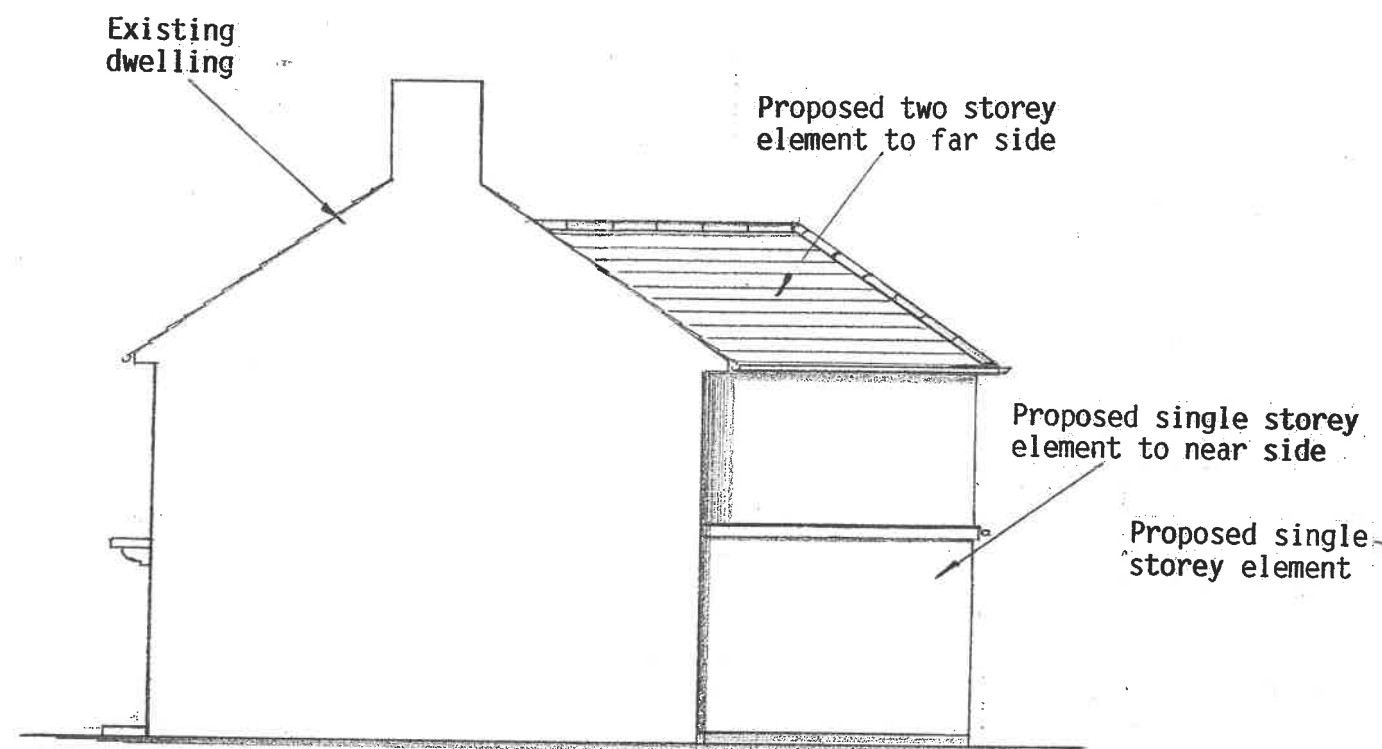 Existing
dwelling
Proposed two storey
element to far side
Proposed single storey
element to near side
Proposed single
storey element